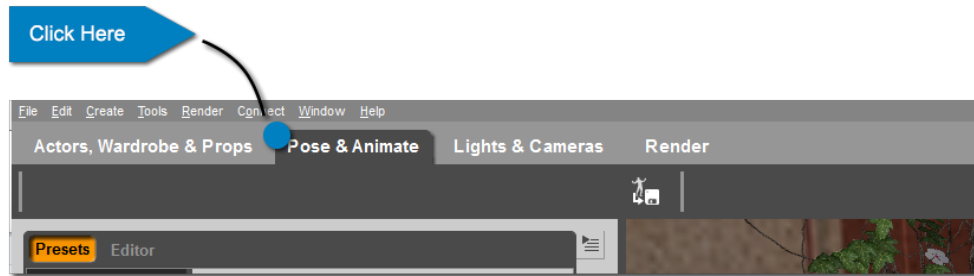 Click Here
File Edit Create Tools Render Connect Window Help
Actors, Wardrobe & Props Pose & Animate Lights & Cameras Render
Presets Editor